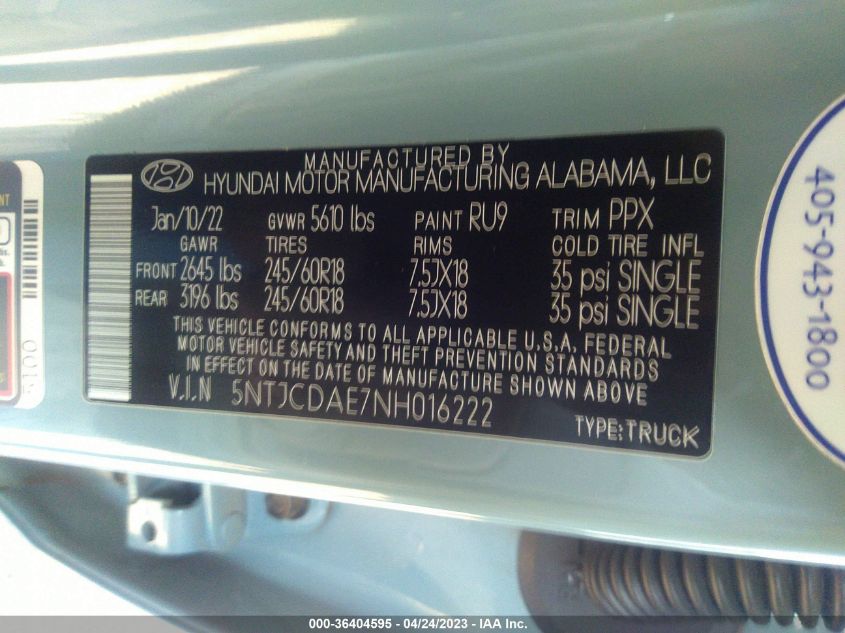 MANUFACTURED BY
HYUNDAI MOTOR MANUFACTURING ALABAMA, LLC
Jan/10/22 GVWR 5610 lbs PAINT RU9 TRIM PPX
GAWR TIRES RIMS COLD TIRE INFL
FRONT 2645 lbs 245/60R18 7.5JX18 35 psi SINGLE
REAR 3196 lbs 245/60R18 7.5JX18 35 psi SINGLE
THIS VEHICLE CONFORMS TO ALL APPLICABLE U.S.A. FEDERAL
MOTOR VEHICLE SAFETY AND THEFT PREVENTION STANDARDS
IN EFFECT ON THE DATE OF MANUFACTURE SHOWN ABOVE
V.I.N 5NTJCDAE7NH016222
TYPE:TRUCK
405-943-1800
000-36404595 - 04/24/2023 - IAA Inc.